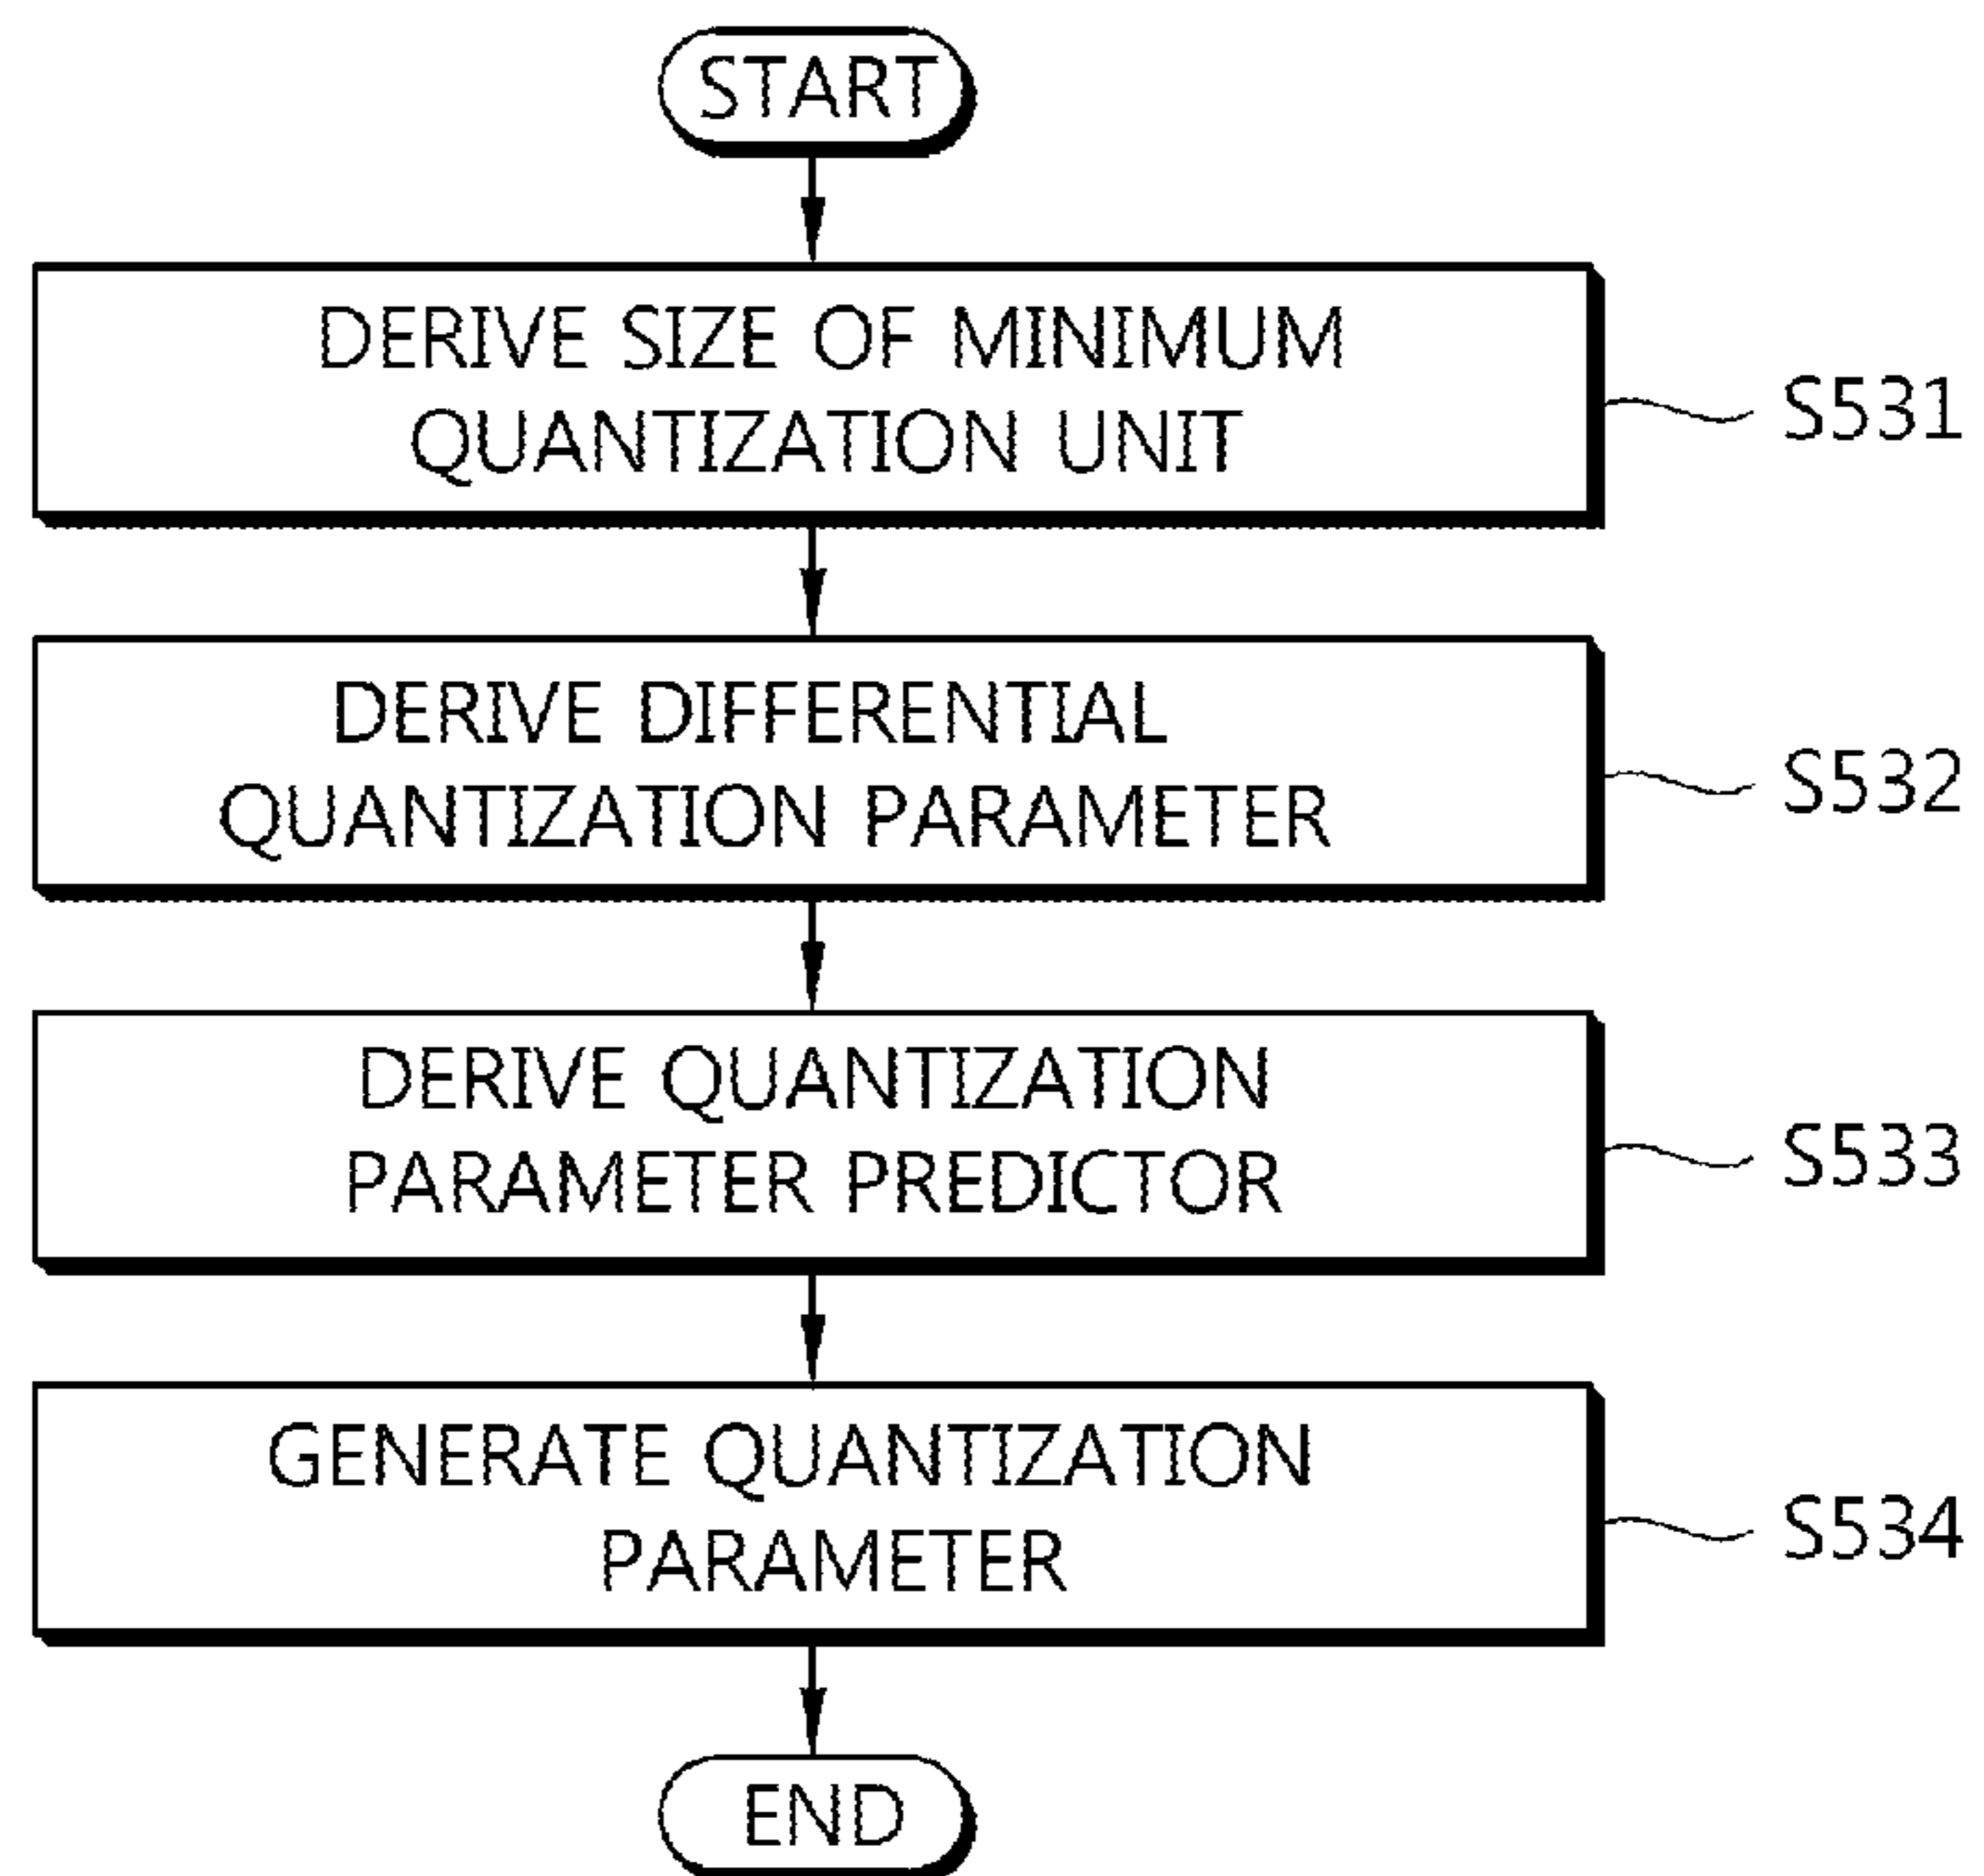 START
DERIVE SIZE OF MINIMUM
QUANTIZATION UNIT
S531
DERIVE DIFFERENTIAL
QUANTIZATION PARAMETER
S532
DERIVE QUANTIZATION
PARAMETER PREDICTOR
S533
GENERATE QUANTIZATION
PARAMETER
S534
END